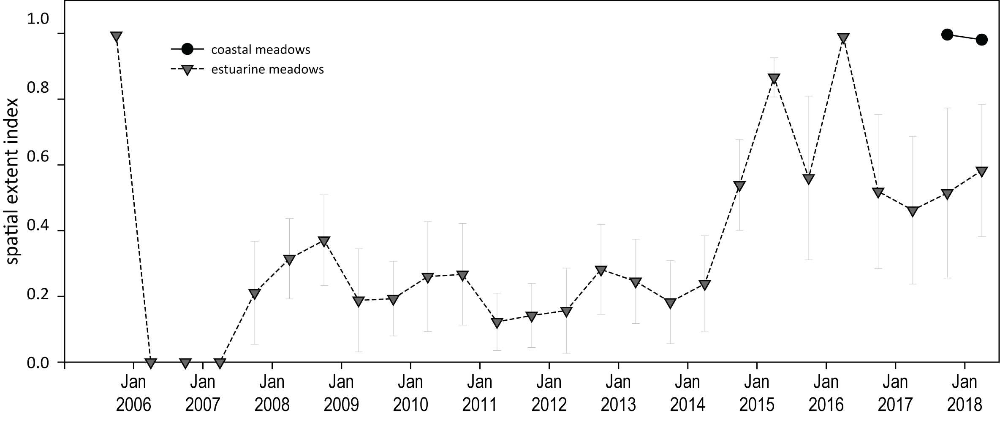 spatial extent index
1.0
0.8
0.6
0.4
0.2
0.0
coastal meadows
estuarine meadows
Jan Jan Jan Jan Jan Jan Jan Jan Jan Jan Jan Jan Jan
2006 2007 2008 2009 2010 2011 2012 2013 2014 2015 2016 2017 2018